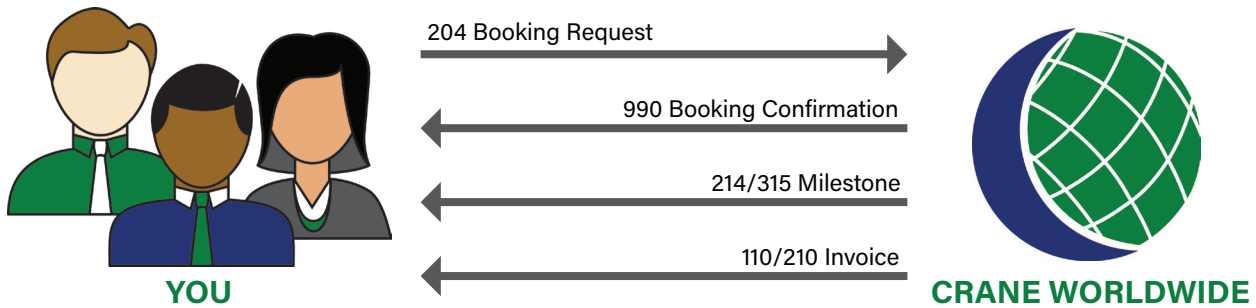 204 Booking Request
990 Booking Confirmation
214/315 Milestone
110/210 Invoice
YOU
CRANE WORLDWIDE